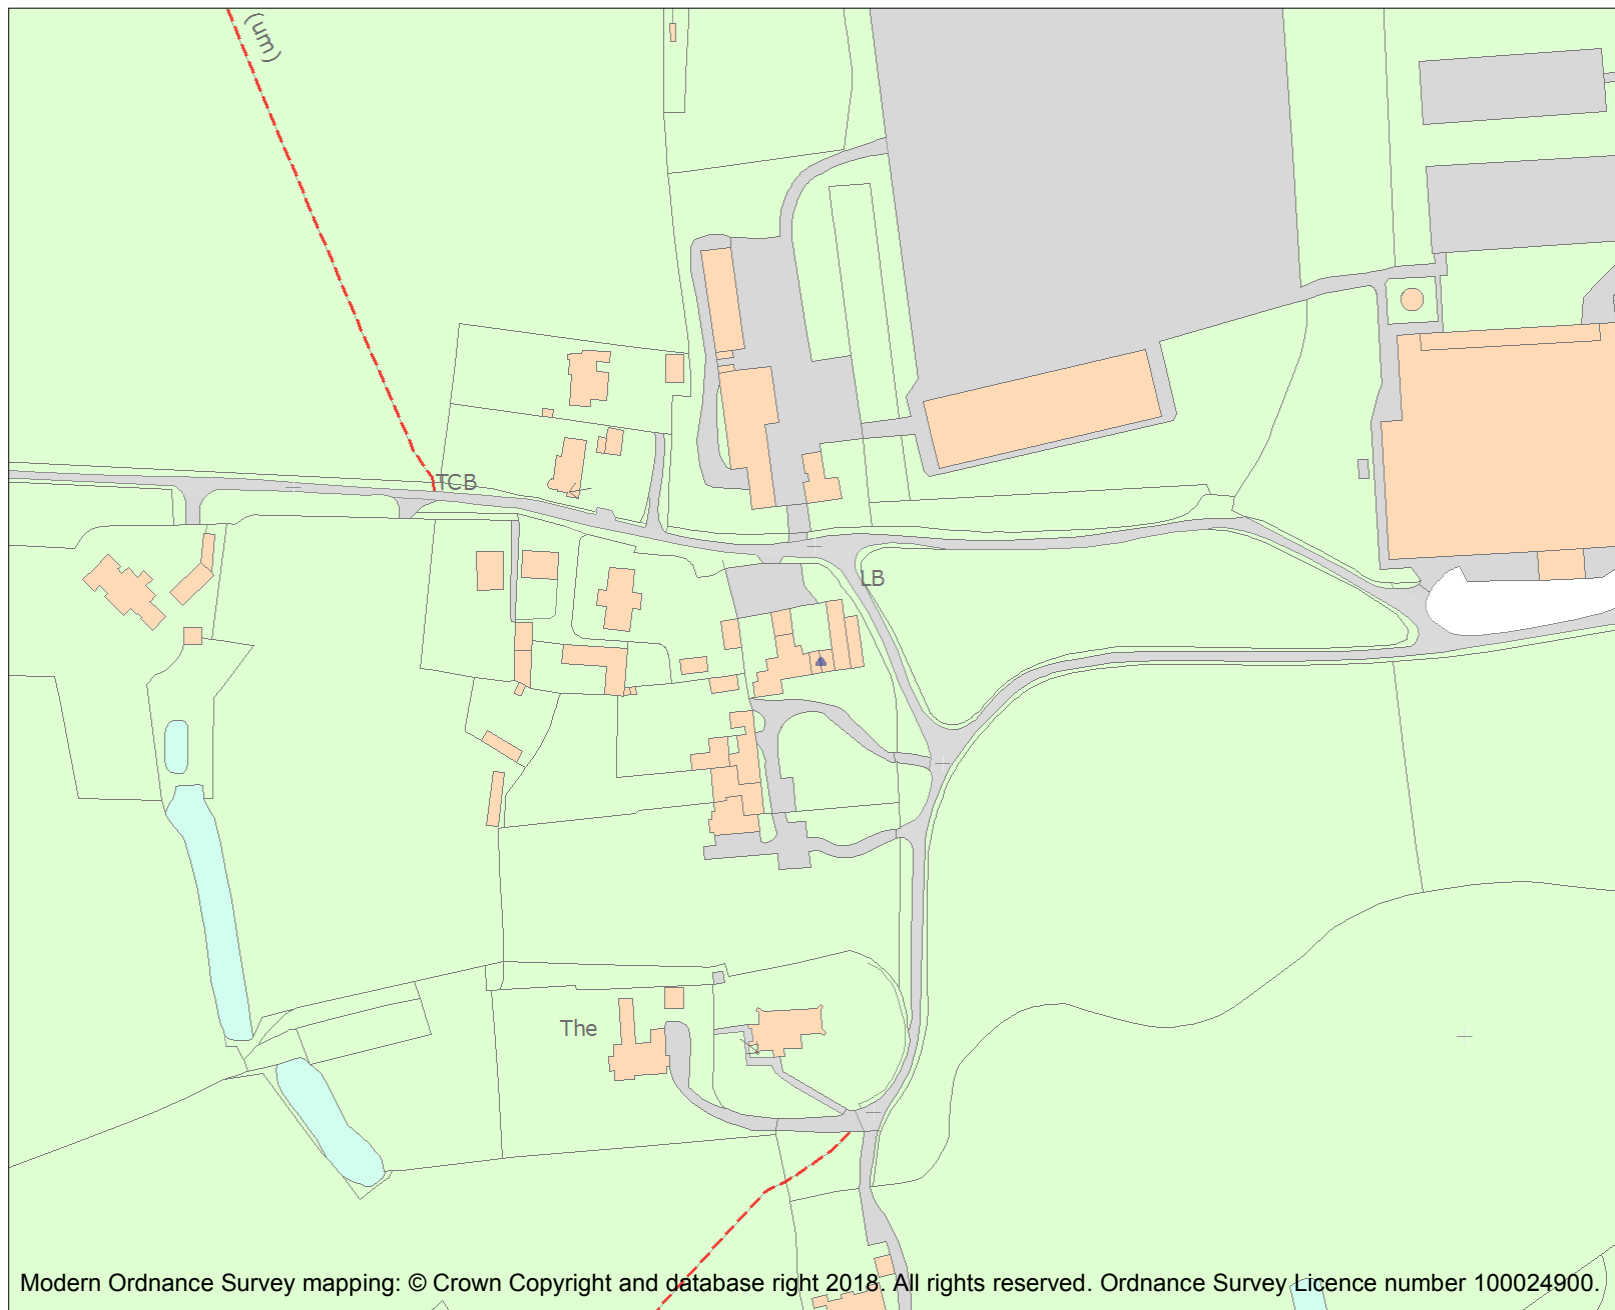 (um)
TCB
LB
The
Modern Ordnance Survey mapping: © Crown Copyright and database right 2018. All rights reserved. Ordnance Survey Licence number 100024900.